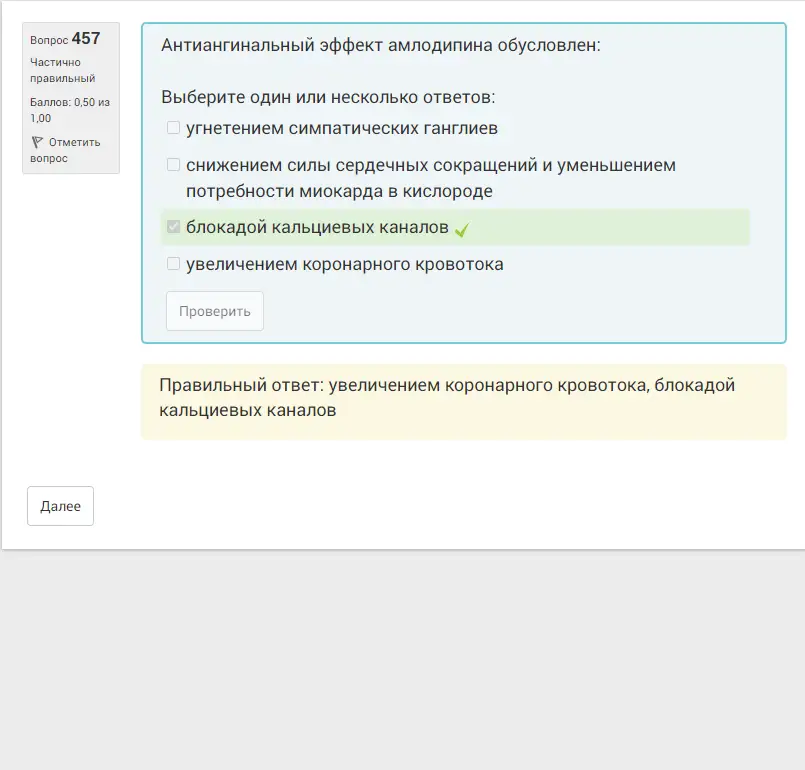 Вопрос 457
Частично
правильный
Баллов: 0,50 из
1,00
Отметить
вопрос
Антиангинальный эффект амлодипина обусловлен:
Выберите один или несколько ответов:
угнетением симпатических ганглиев
снижением силы сердечных сокращений и уменьшением
потребности миокарда в кислороде
блокадой кальциевых каналов
увеличением коронарного кровотока
Проверить
Правильный ответ: увеличением коронарного кровотока, блокадой
кальциевых каналов
Далее